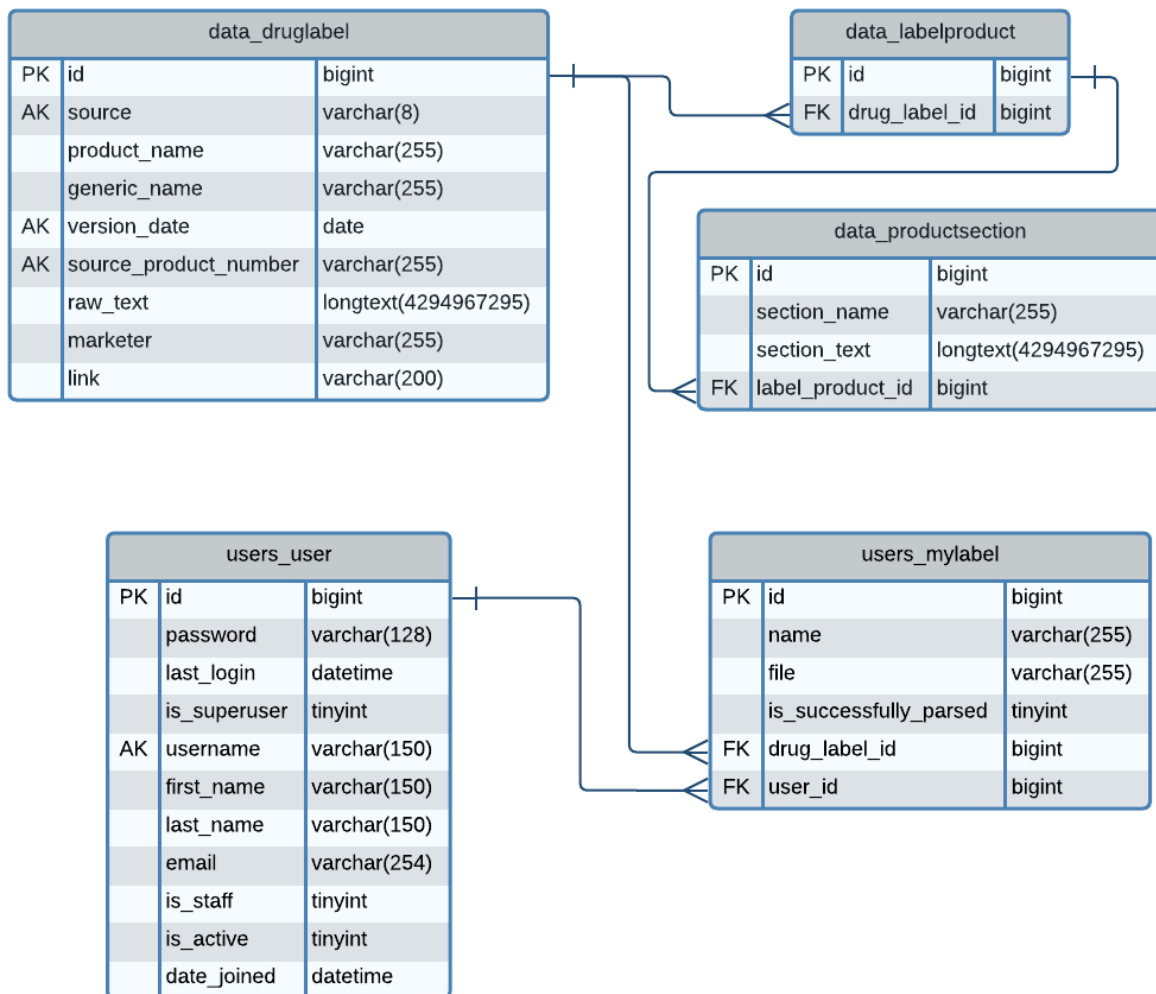 data_druglabel
PK id bigint
AK source varchar(8)
product_name varchar(255)
generic_name varchar(255)
AK version_date date
AK source_product_number varchar(255)
raw_text longtext(4294967295)
marketer varchar(255)
link varchar(200)
data_labelproduct
PK id bigint
FK drug_label_id bigint
data_productsection
PK id bigint
section_name varchar(255)
section_text longtext(4294967295)
FK label_product_id bigint
users_user
PK id bigint
password varchar(128)
last_login datetime
is_superuser tinyint
AK username varchar(150)
first_name varchar(150)
last_name varchar(150)
email varchar(254)
is_staff tinyint
is_active tinyint
date_joined datetime
users_mylabel
PK id bigint
name varchar(255)
file varchar(255)
is_successfully_parsed tinyint
FK drug_label_id bigint
FK user_id bigint